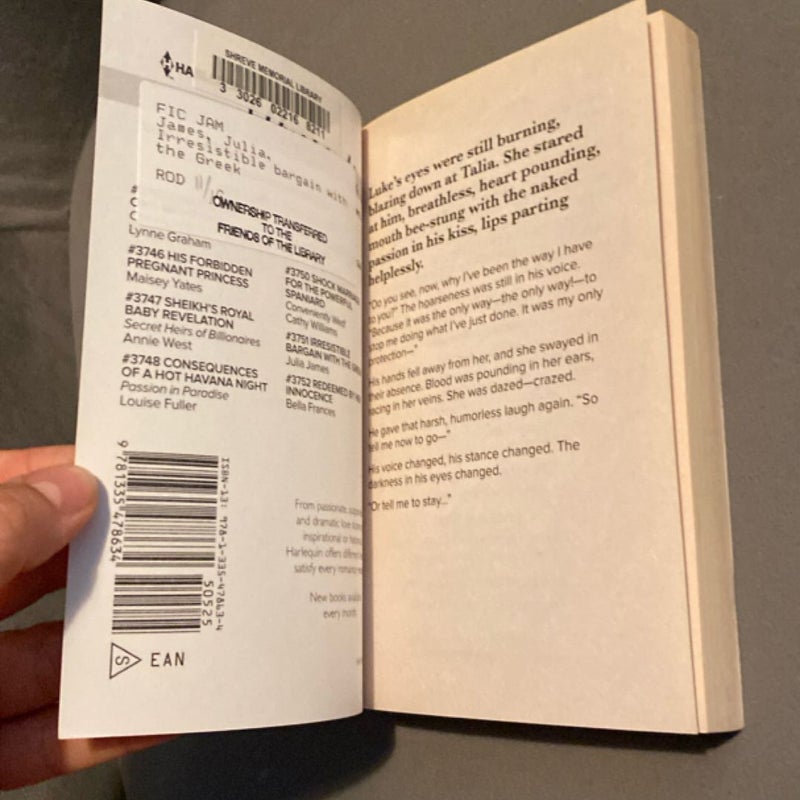 HA
SHREVE MEMORIAL LIBRARY
3 3026 02216 8211
FIC JAM
James, Julia,
Irresistible bargain with
the Greek
ROD
OWNERSHIP TRANSFERRED
TO THE
FRIENDS OF THE LIBRARY
Lynne Graham
#3746 HIS FORBIDDEN
PREGNANT PRINCESS
Maisey Yates
#3747 SHEIKH'S ROYAL
BABY REVELATION
Secret Heirs of Billionaires
Annie West
#3748 CONSEQUENCES
OF A HOT HAVANA NIGHT
Passion in Paradise
Louise Fuller
#3750 SHOCK
FOR THE POWERFUL
SPANIARD
Conveniently Wed!
Cathy Williams
#3751 IRRESISTIBLE
BARGAIN WITH THE
Julia James
#3752 REDEEMED BY
INNOCENCE
Bella Frances
9 781335 478634
ISBN-13: 978-1-335-47863-4
50525
S EAN
From passionate,
and dramatic love
inspirational or
Harlequin offers
satisfy every
New books
every month
Luke's eyes were still burning,
blazing down at Talia. She stared
at him, breathless, heart pounding,
mouth bee-stung with the naked
passion in his kiss, lips parting
helplessly.
"Do you see, now, why I've been the way I have
to you?" The hoarseness was still in his voice.
"Because it was the only way—the only way!—to
stop me doing what I've just done. It was my only
protection—"
His hands fell away from her, and she swayed in
their absence. Blood was pounding in her ears,
racing in her veins. She was dazed—crazed.
He gave that harsh, humorless laugh again. "So
tell me now to go—"
His voice changed, his stance changed. The
darkness in his eyes changed.
"Or tell me to stay..."